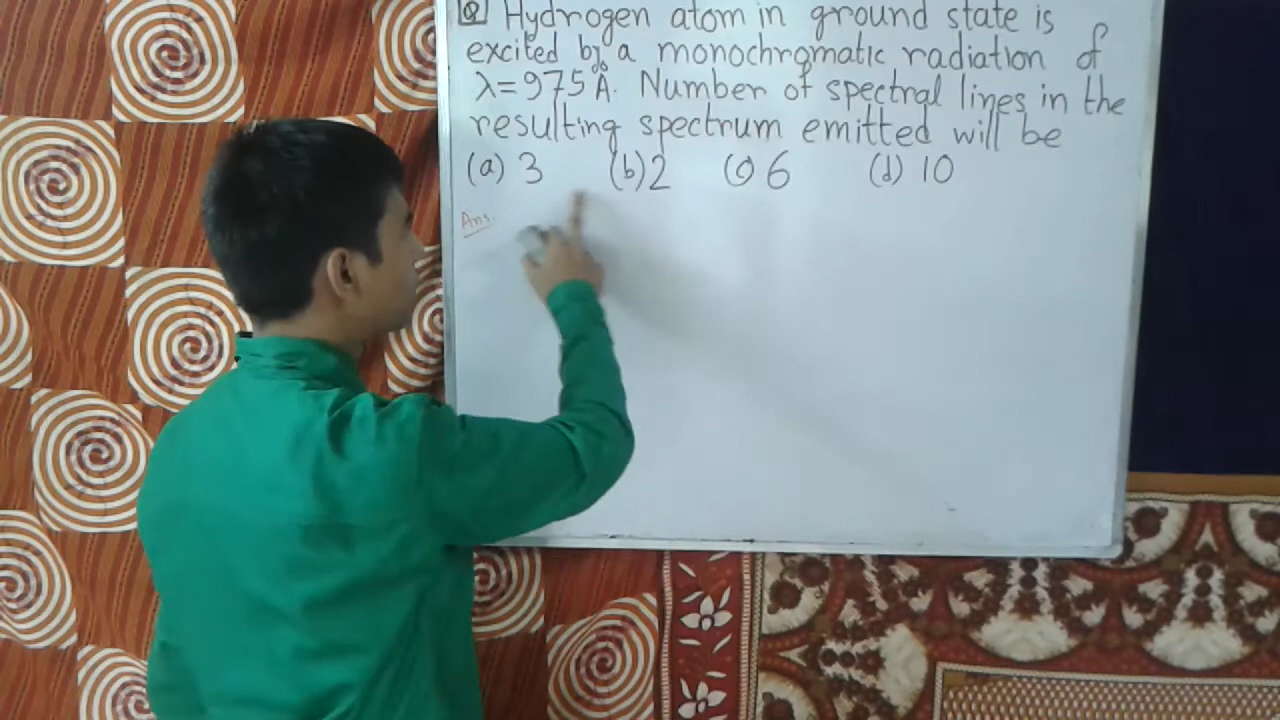 Q Hydrogen atom in ground state is
excited by a monochromatic radiation of
λ=975 Å. Number of spectral lines in the
resulting spectrum emitted will be
(a) 3 (b) 2 (c) 6 (d) 10
Ans.